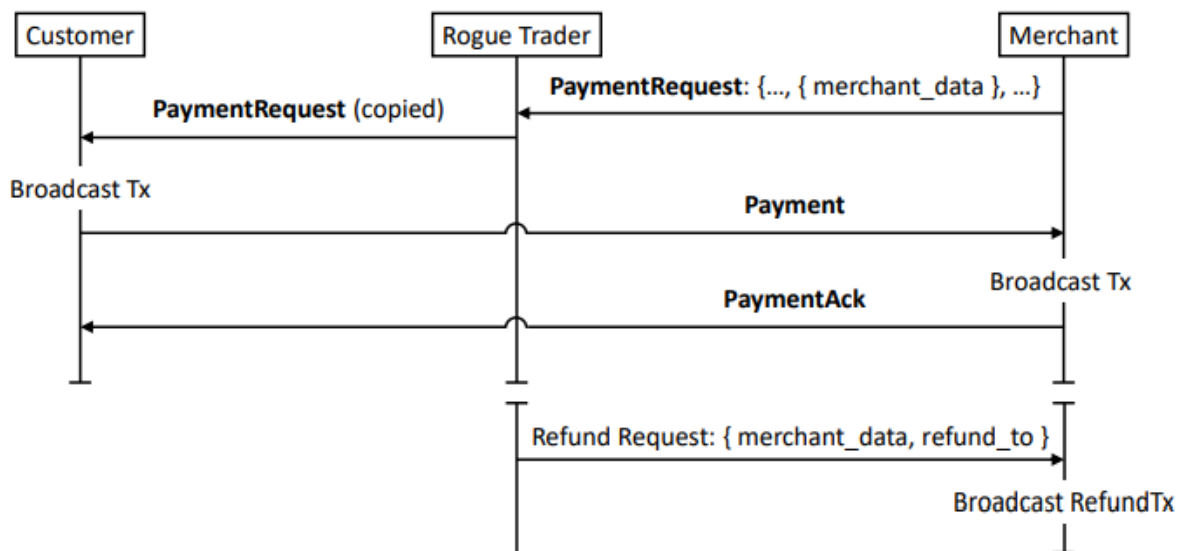 Customer
Rogue Trader
Merchant
PaymentRequest: {..., { merchant_data }, ...}
PaymentRequest (copied)
Broadcast Tx
Payment
Broadcast Tx
PaymentAck
Refund Request: { merchant_data, refund_to }
Broadcast RefundTx